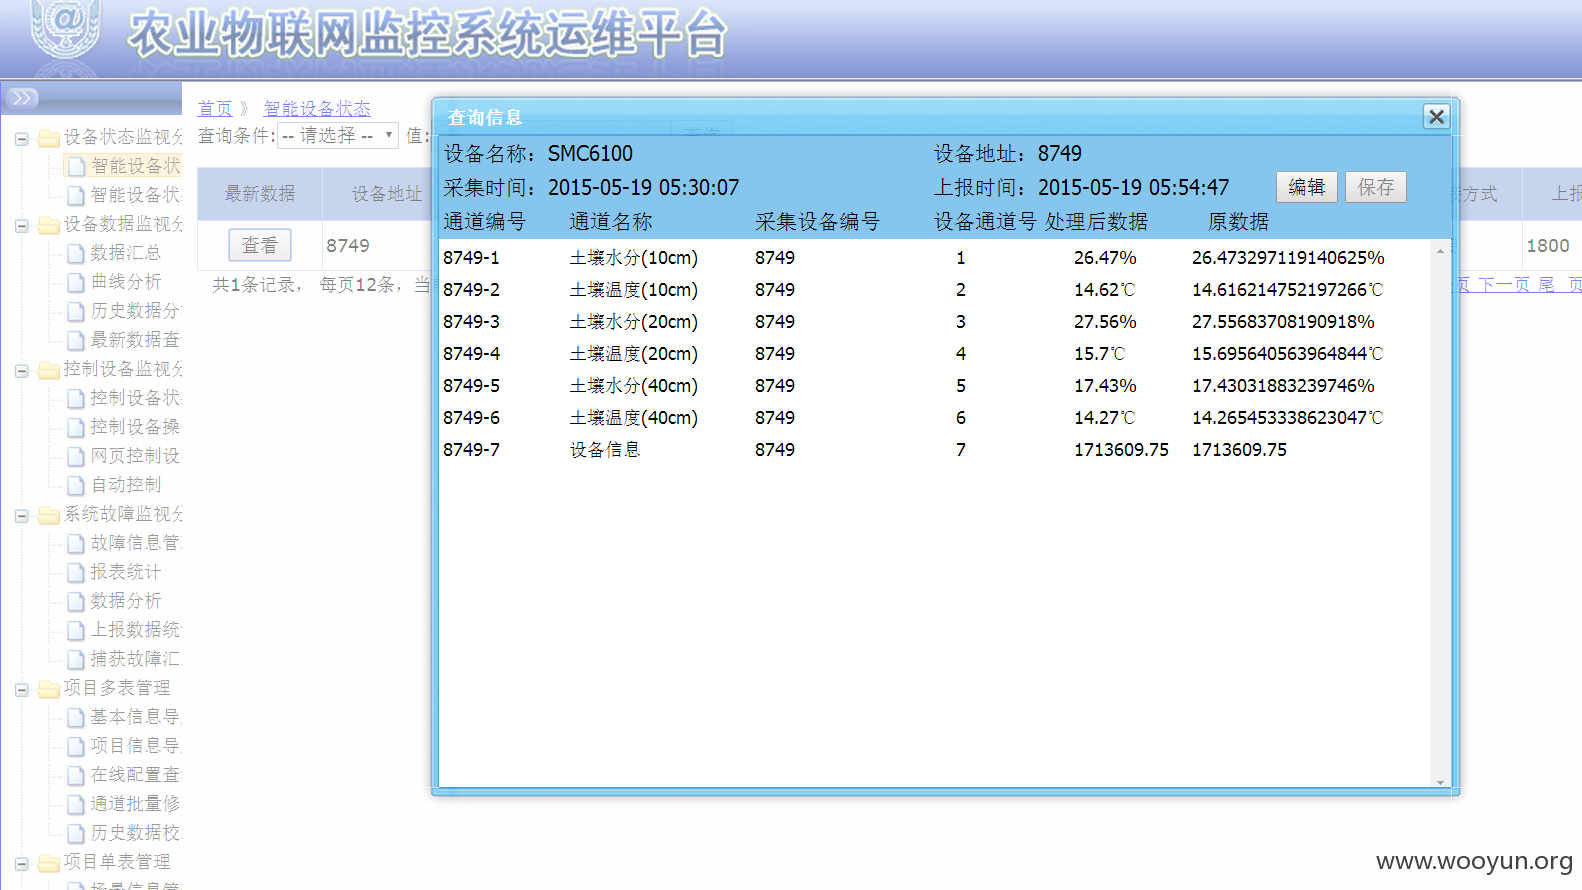 农业物联网监控系统运维平台
首页 》 智能设备状态
查询条件: -- 请选择 -- 值: 查询
最新数据 设备地址 方式 上报
查看 8749 1800
共1条记录， 每页12条，当 页 下一页 尾 页
设备状态监视分
智能设备状
智能设备状
设备数据监视分
数据汇总
曲线分析
历史数据分
最新数据查
控制设备监视分
控制设备状
控制设备操
网页控制设
自动控制
系统故障监视分
故障信息管
报表统计
数据分析
上报数据统
捕获故障汇
项目多表管理
基本信息导
项目信息导
在线配置查
通道批量修
历史数据校
项目单表管理
场景信息管
查询信息
设备名称：SMC6100 设备地址：8749
采集时间：2015-05-19 05:30:07 上报时间：2015-05-19 05:54:47 编辑 保存
通道编号 通道名称 采集设备编号 设备通道号 处理后数据 原数据
8749-1 土壤水分(10cm) 8749 1 26.47% 26.473297119140625%
8749-2 土壤温度(10cm) 8749 2 14.62℃ 14.616214752197266℃
8749-3 土壤水分(20cm) 8749 3 27.56% 27.55683708190918%
8749-4 土壤温度(20cm) 8749 4 15.7℃ 15.695640563964844℃
8749-5 土壤水分(40cm) 8749 5 17.43% 17.43031883239746%
8749-6 土壤温度(40cm) 8749 6 14.27℃ 14.265453338623047℃
8749-7 设备信息 8749 7 1713609.75 1713609.75
www.wooyun.org